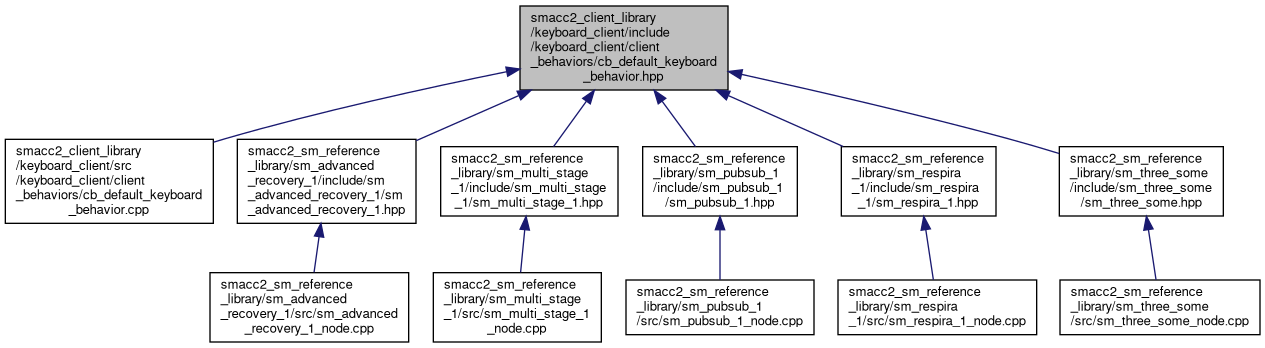 smacc2_client_library
/keyboard_client/include
/keyboard_client/client
_behaviors/cb_default_keyboard
_behavior.hpp
smacc2_client_library
/keyboard_client/src
/keyboard_client/client
_behaviors/cb_default_keyboard
_behavior.cpp
smacc2_sm_reference
_library/sm_advanced
_recovery_1/include/sm
_advanced_recovery_1/sm
_advanced_recovery_1.hpp
smacc2_sm_reference
_library/sm_multi_stage
_1/include/sm_multi_stage
_1/sm_multi_stage_1.hpp
smacc2_sm_reference
_library/sm_pubsub_1
/include/sm_pubsub_1
/sm_pubsub_1.hpp
smacc2_sm_reference
_library/sm_respira
_1/include/sm_respira
_1/sm_respira_1.hpp
smacc2_sm_reference
_library/sm_three_some
/include/sm_three_some
/sm_three_some.hpp
smacc2_sm_reference
_library/sm_advanced
_recovery_1/src/sm_advanced
_recovery_1_node.cpp
smacc2_sm_reference
_library/sm_multi_stage
_1/src/sm_multi_stage_1
_node.cpp
smacc2_sm_reference
_library/sm_pubsub_1
/src/sm_pubsub_1_node.cpp
smacc2_sm_reference
_library/sm_respira
_1/src/sm_respira_1_node.cpp
smacc2_sm_reference
_library/sm_three_some
/src/sm_three_some_node.cpp